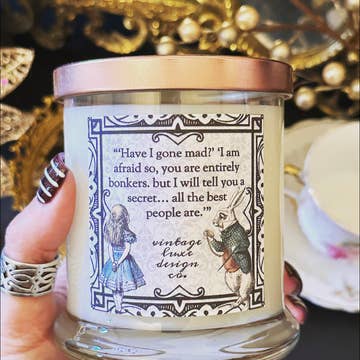 "'Have I gone mad?' 'I am
afraid so, you are entirely
bonkers. but I will tell you a
secret... all the best
people are.'"
vintage
luxe
design
co.